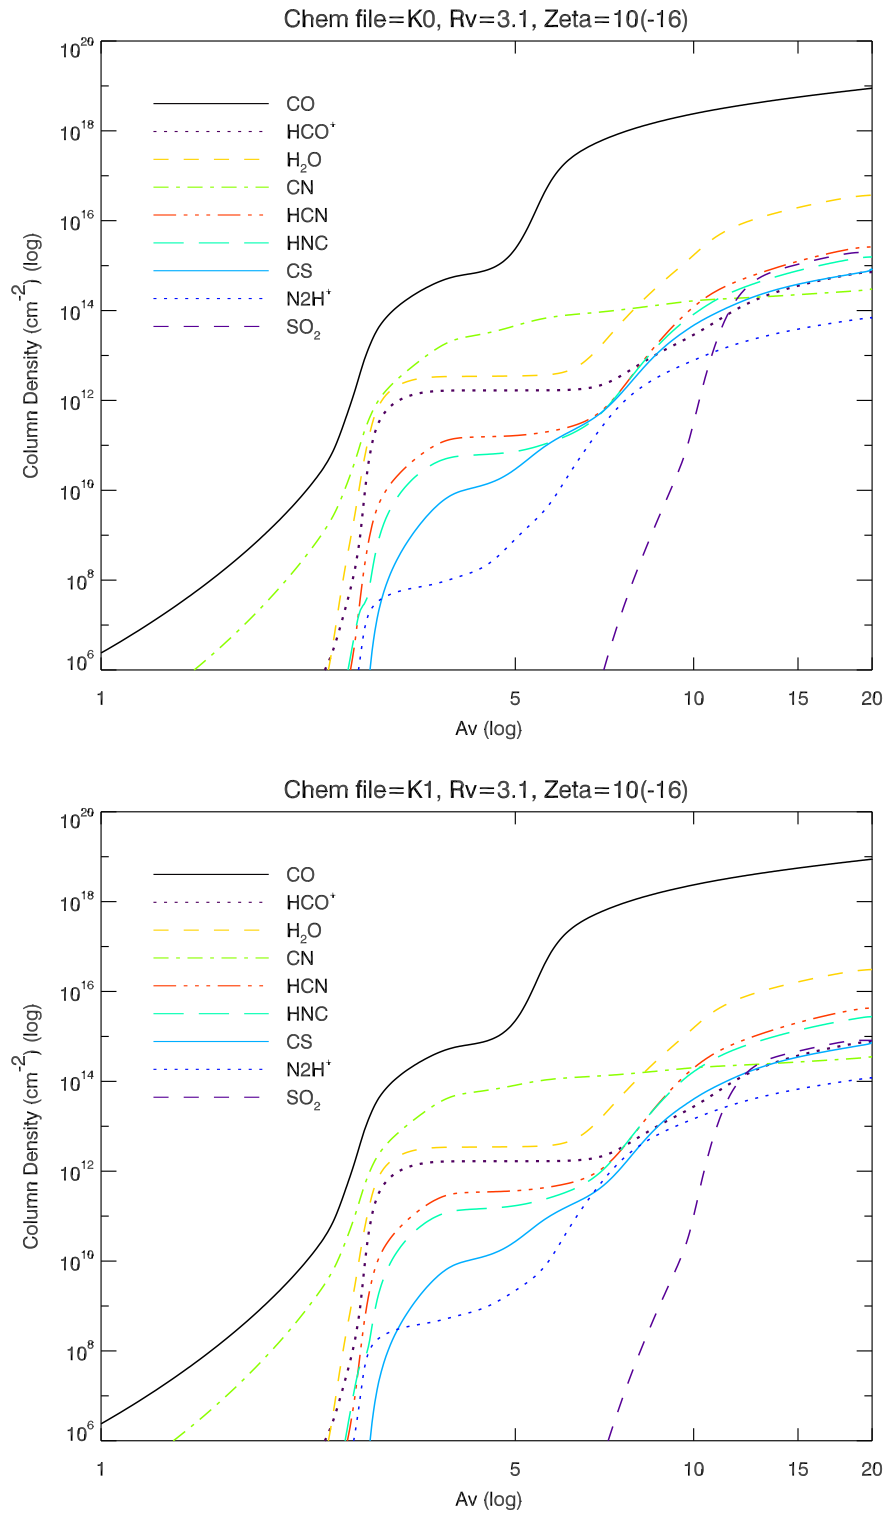 Chem file=K0, Rv=3.1, Zeta=10(-16)
10^20
10^18
10^16
10^14
10^12
10^10
10^8
10^6
Column Density (cm^-2) (log)
CO
HCO^+
H_2O
CN
HCN
HNC
CS
N2H^+
SO_2
1 5 10 15 20
Av (log)
Chem file=K1, Rv=3.1, Zeta=10(-16)
10^20
10^18
10^16
10^14
10^12
10^10
10^8
10^6
Column Density (cm^-2) (log)
CO
HCO^+
H_2O
CN
HCN
HNC
CS
N2H^+
SO_2
1 5 10 15 20
Av (log)